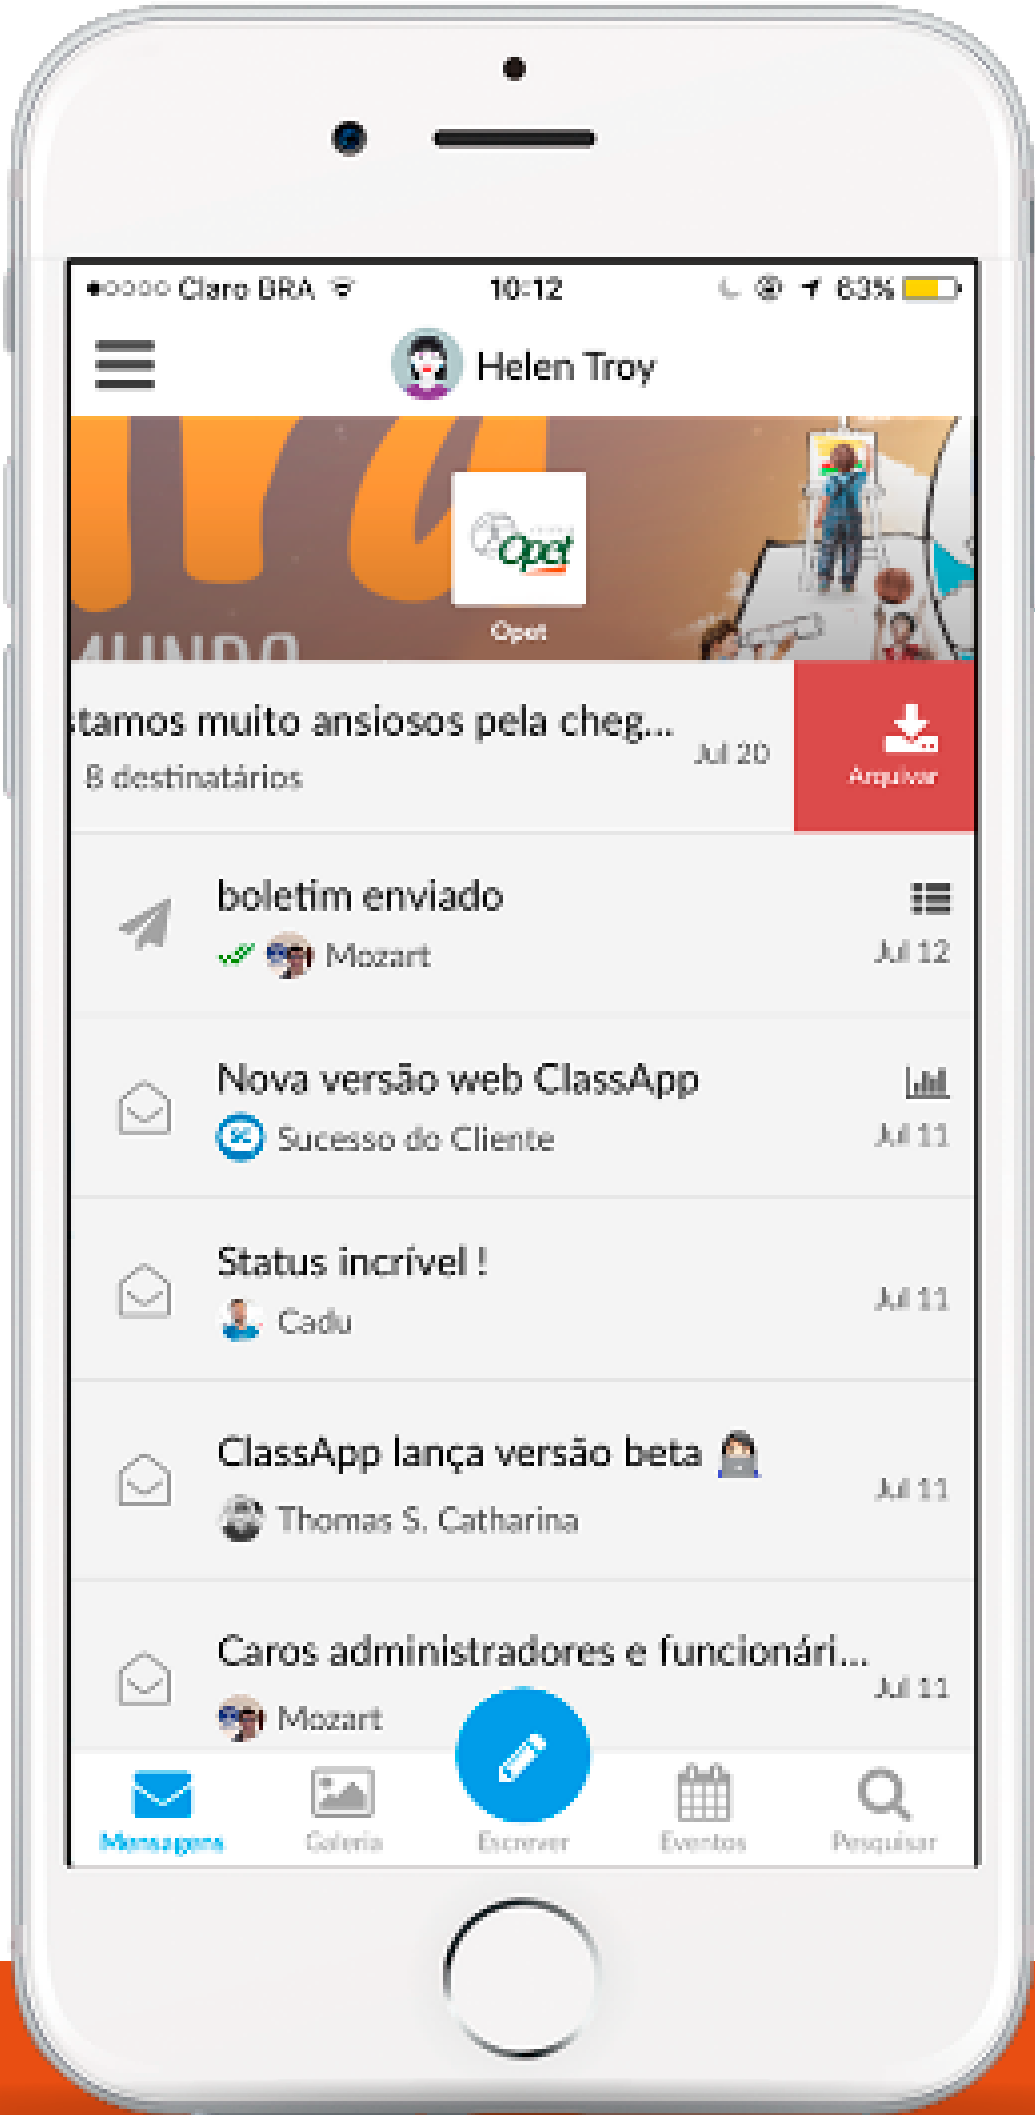 Claro BRA 10:12 63%
Helen Troy
MUNDO
Opet
Opet
stamos muito ansiosos pela cheg...
Jul 20
8 destinatários
Arquivar
boletim enviado
Mozart
Jul 12
Nova versão web ClassApp
Sucesso do Cliente
Jul 11
Status incrível !
Cadu
Jul 11
ClassApp lança versão beta
Thomas S. Catharina
Jul 11
Caros administradores e funcionári...
Mozart
Jul 11
Mensagens Galeria Escrever Eventos Pesquisar